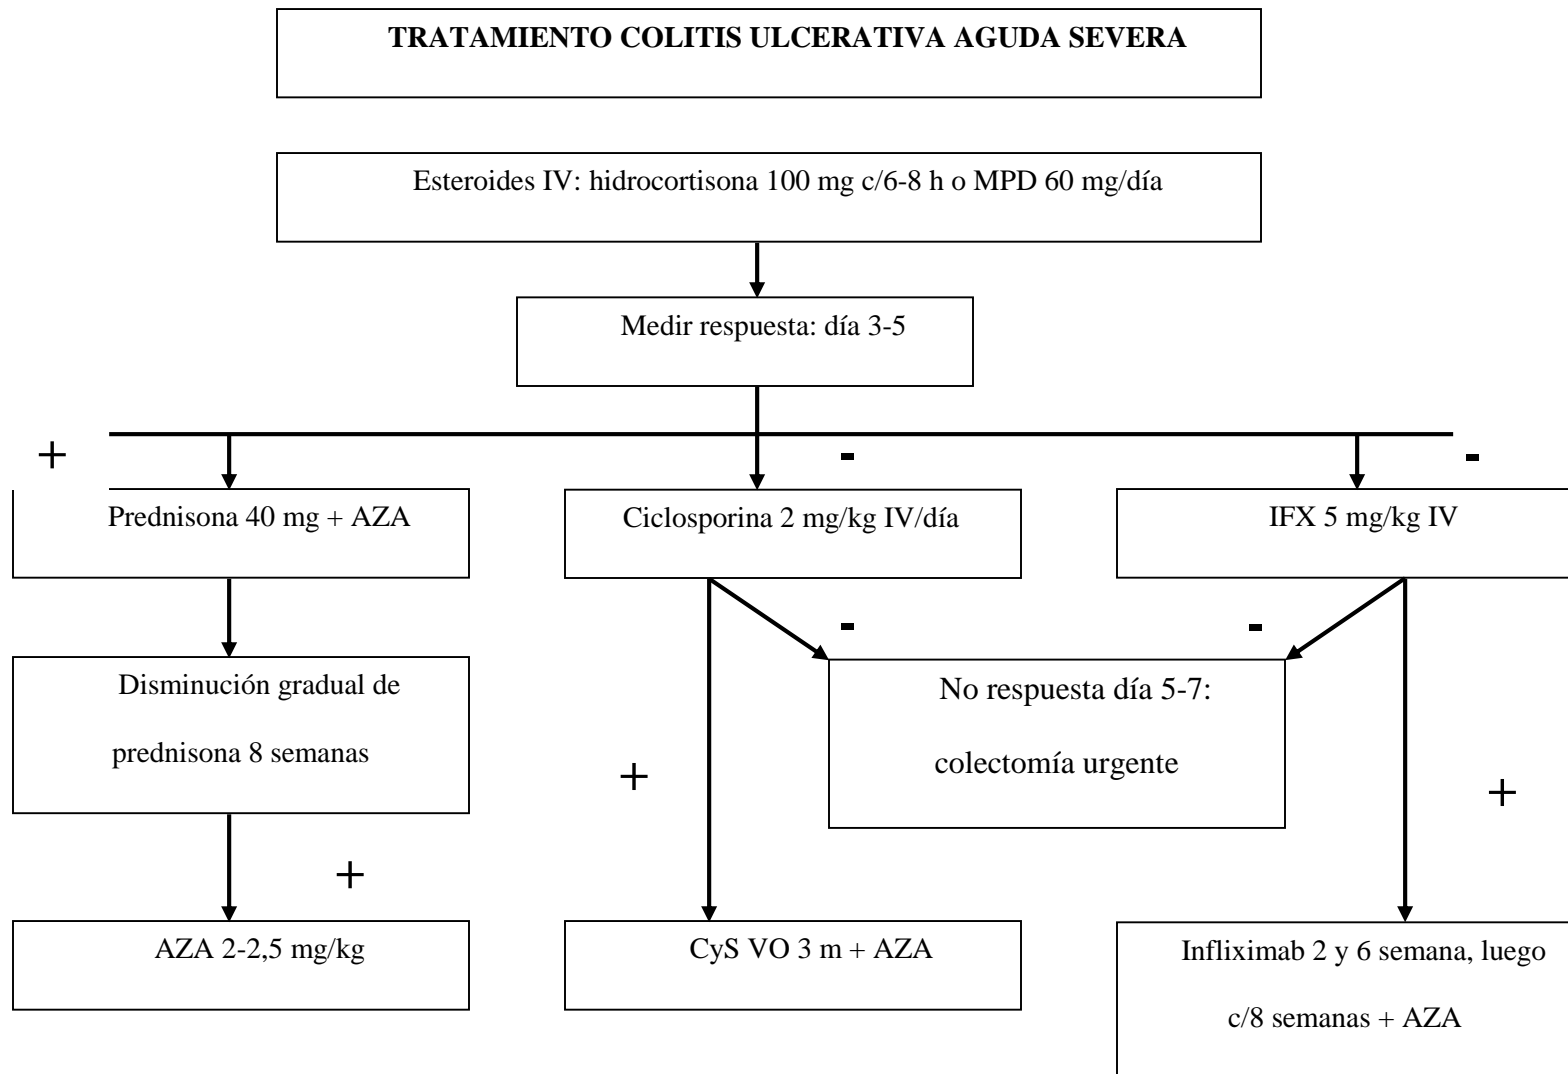 TRATAMIENTO COLITIS ULCERATIVA AGUDA SEVERA
Esteroides IV: hidrocortisona 100 mg c/6-8 h o MPD 60 mg/día
Medir respuesta: día 3-5
+
-
-
Prednisona 40 mg + AZA
Ciclosporina 2 mg/kg IV/día
IFX 5 mg/kg IV
-
-
Disminución gradual de
prednisona 8 semanas
No respuesta día 5-7:
colectomía urgente
+
+
+
AZA 2-2,5 mg/kg
CyS VO 3 m + AZA
Infliximab 2 y 6 semana, luego
c/8 semanas + AZA